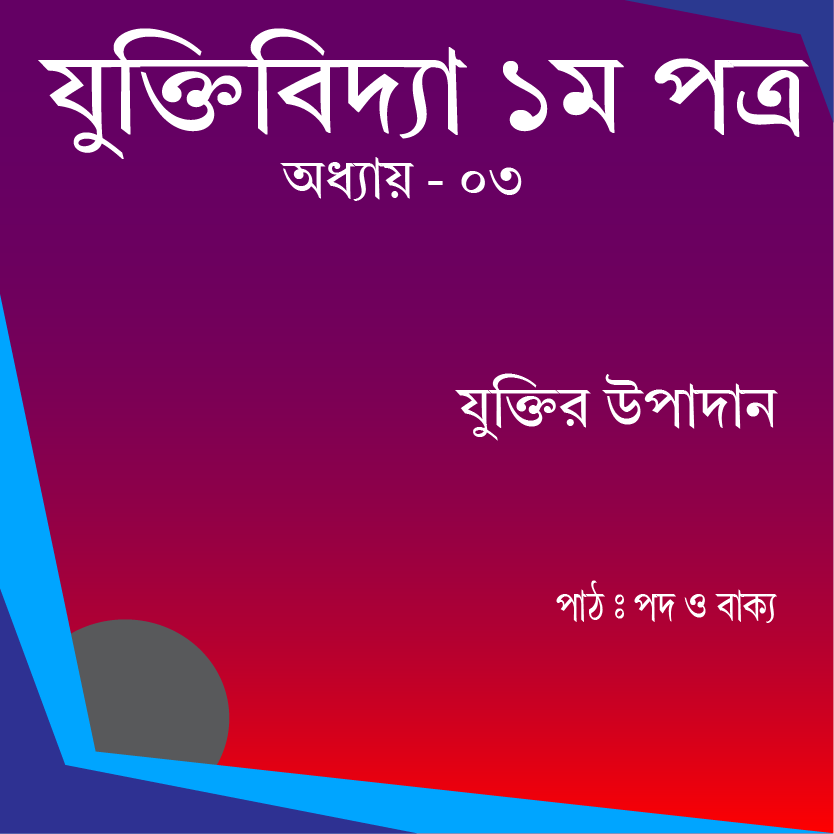 যুক্তিবিদ্যা ১ম পত্র
অধ্যায় - ০৩
যুক্তির উপাদান
পাঠ ঃ পদ ও বাক্য